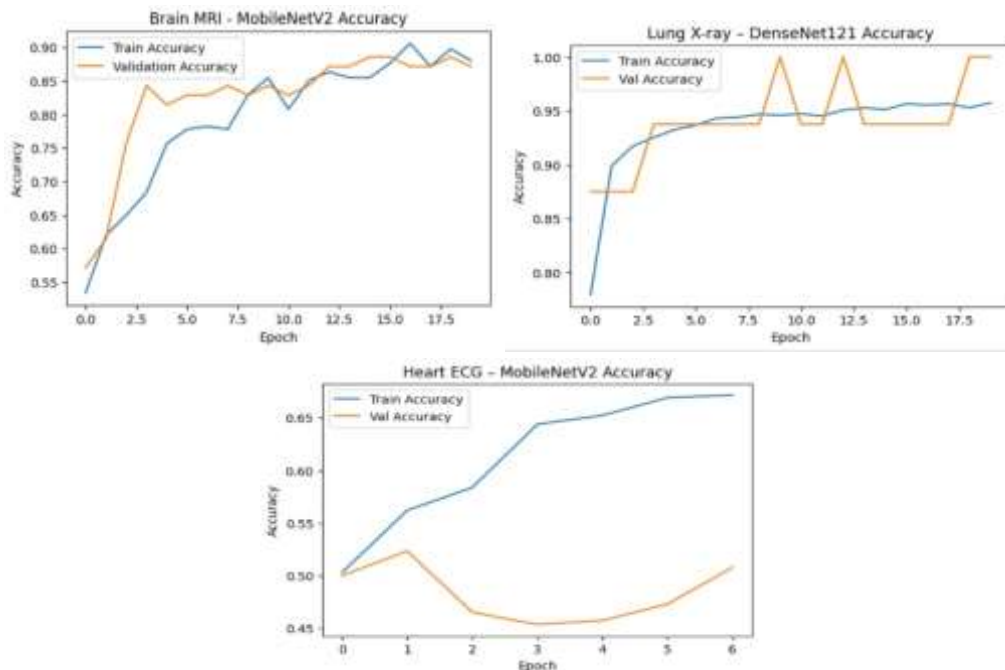 Brain MRI - MobileNetV2 Accuracy
Train Accuracy
Validation Accuracy
0.90
0.85
0.80
0.75
0.70
0.65
0.60
0.55
Accuracy
0.0 2.5 5.0 7.5 10.0 12.5 15.0 17.5
Epoch
Lung X-ray – DenseNet121 Accuracy
Train Accuracy
Val Accuracy
1.00
0.95
0.90
0.85
0.80
Accuracy
0.0 2.5 5.0 7.5 10.0 12.5 15.0 17.5
Epoch
Heart ECG – MobileNetV2 Accuracy
Train Accuracy
Val Accuracy
0.65
0.60
0.55
0.50
0.45
Accuracy
0 1 2 3 4 5 6
Epoch